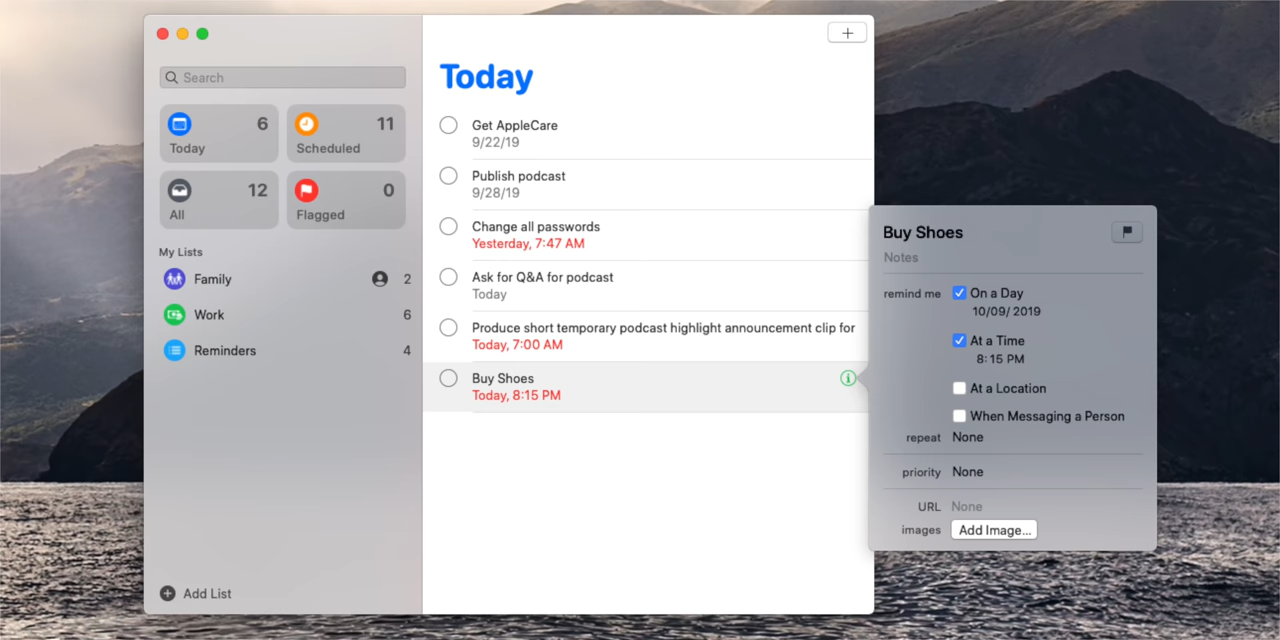 Search
6
Today
11
Scheduled
12
All
0
Flagged
My Lists
Family 2
Work 6
Reminders 4
Add List
Today
Get AppleCare
9/22/19
Publish podcast
9/28/19
Change all passwords
Yesterday, 7:47 AM
Ask for Q&A for podcast
Today
Produce short temporary podcast highlight announcement clip for
Today, 7:00 AM
Buy Shoes
Today, 8:15 PM
Buy Shoes
Notes
remind me On a Day
10/09/ 2019
At a Time
8:15 PM
At a Location
When Messaging a Person
repeat None
priority None
URL None
images Add Image...